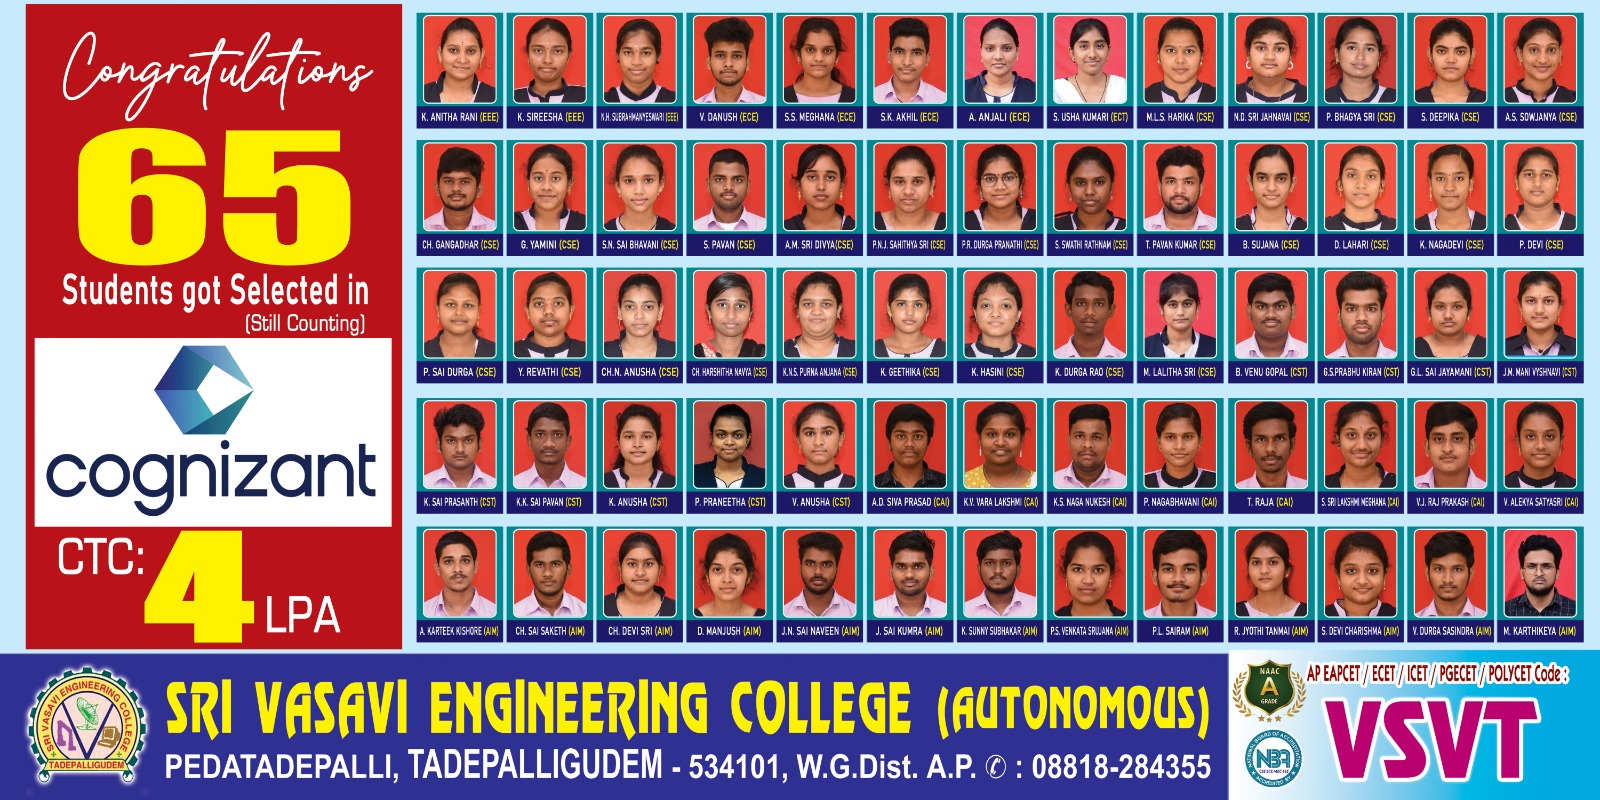 Congratulations
65
Students got Selected in
(Still Counting)
cognizant
CTC: 4 LPA
K. ANITHA RANI (EEE)
K. SIREESHA (EEE)
N.H. SUBRAHMANYESWARI (EEE)
V. DANUSH (ECE)
S.S. MEGHANA (ECE)
S.K. AKHIL (ECE)
A. ANJALI (ECE)
S. USHA KUMARI (ECT)
M.L.S. HARIKA (CSE)
N.D. SRI JAHNAVAI (CSE)
P. BHAGYA SRI (CSE)
S. DEEPIKA (CSE)
A.S. SOWJANYA (CSE)
CH. GANGADHAR (CSE)
G. YAMINI (CSE)
S.N. SAI BHAVANI (CSE)
S. PAVAN (CSE)
A.M. SRI DIVYA(CSE)
P.N.J. SAHITHYA SRI (CSE)
P.R. DURGA PRANATHI (CSE)
S. SWATHI RATHNAM (CSE)
T. PAVAN KUMAR (CSE)
B. SUJANA (CSE)
D. LAHARI (CSE)
K. NAGADEVI (CSE)
P. DEVI (CSE)
P. SAI DURGA (CSE)
Y. REVATHI (CSE)
CH.N. ANUSHA (CSE)
CH. HARSHITHA NAVYA (CSE)
K.N.S. PURNA ANJANA (CSE)
K. GEETHIKA (CSE)
K. HASINI (CSE)
K. DURGA RAO (CSE)
M. LALITHA SRI (CSE)
B. VENU GOPAL (CST)
G.S.PRABHU KIRAN (CST)
G.L. SAI JAYAMANI (CST)
J.M. MANI VYSHNAVI (CST)
K. SAI PRASANTH (CST)
K.K. SAI PAVAN (CST)
K. ANUSHA (CST)
P. PRANEETHA (CST)
V. ANUSHA (CST)
A.D. SIVA PRASAD (CAI)
K.V. VARA LAKSHMI (CAI)
K.S. NAGA NUKESH (CAI)
P. NAGABHAVANI (CAI)
T. RAJA (CAI)
S. SRI LAKSHMI MEGHANA (CAI)
V.J. RAJ PRAKASH (CAI)
V. ALEKYA SATYASRI (CAI)
A. KARTEEK KISHORE (AIM)
CH. SAI SAKETH (AIM)
CH. DEVI SRI (AIM)
D. MANJUSH (AIM)
J.N. SAI NAVEEN (AIM)
J. SAI KUMRA (AIM)
K. SUNNY SUBHAKAR (AIM)
P.S. VENKATA SRUJANA (AIM)
P.L. SAIRAM (AIM)
R. JYOTHI TANMAI (AIM)
S. DEVI CHARISHMA (AIM)
V. DURGA SASINDRA (AIM)
M. KARTHIKEYA (AIM)
SRI VASAVI ENGINEERING COLLEGE
TADEPALLIGUDEM
SRI VASAVI ENGINEERING COLLEGE (AUTONOMOUS)
PEDATADEPALLI, TADEPALLIGUDEM - 534101, W.G.Dist. A.P. ✆ : 08818-284355
NAAC
A
GRADE
NATIONAL BOARD OF ACCREDITATION
NBA
ACCREDITED BY
AP EAPCET / ECET / ICET / PGECET / POLYCET Code :
VSVT